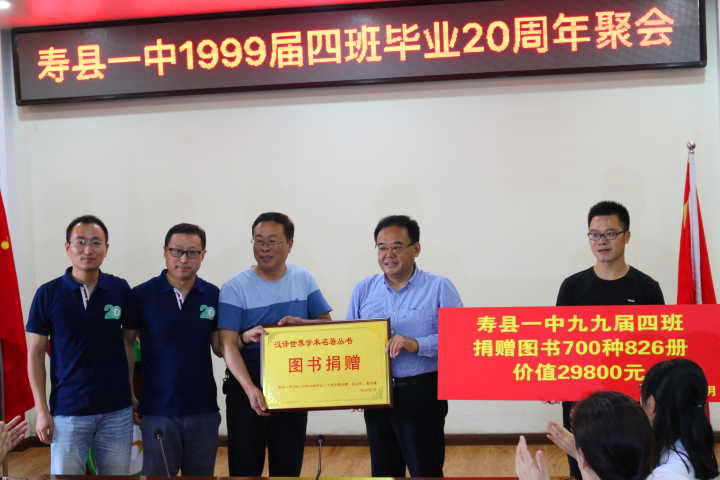 寿县一中1999届四班毕业20周年聚会
汉译世界学术名著丛书
图书捐赠
寿县一中九九届四班
捐赠图书700种826册
价值29800元
月
20